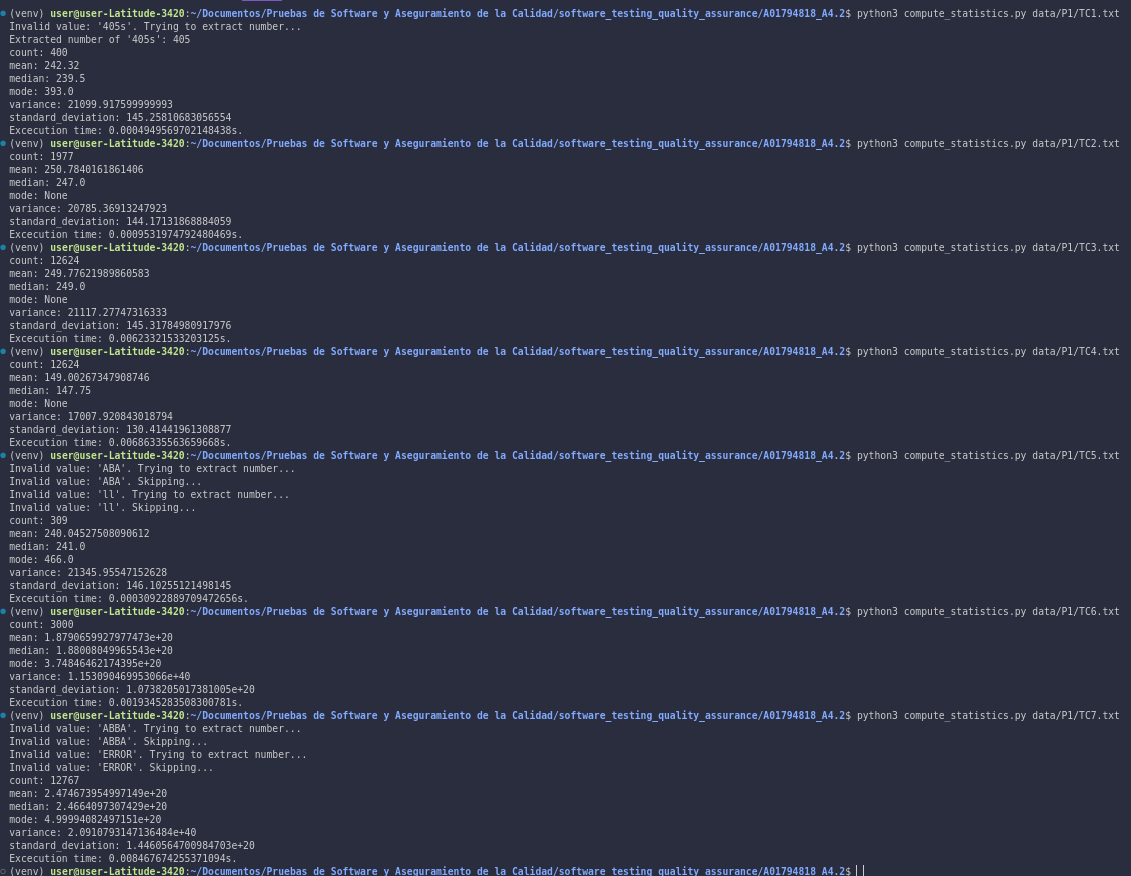 (venv) user@user-Latitude-3420:~/Documentos/Pruebas de Software y Aseguramiento de la Calidad/software_testing_quality_assurance/A01794818_A4.2$ python3 compute_statistics.py data/P1/TC1.txt
Invalid value: '405s'. Trying to extract number...
Extracted number of '405s': 405
count: 400
mean: 242.32
median: 239.5
mode: 393.0
variance: 21099.917599999993
standard_deviation: 145.25810683056554
Excecution time: 0.0004949569702148438s.
(venv) user@user-Latitude-3420:~/Documentos/Pruebas de Software y Aseguramiento de la Calidad/software_testing_quality_assurance/A01794818_A4.2$ python3 compute_statistics.py data/P1/TC2.txt
count: 1977
mean: 250.7840161861406
median: 247.0
mode: None
variance: 20785.36913247923
standard_deviation: 144.17131868884059
Excecution time: 0.0009531974792480469s.
(venv) user@user-Latitude-3420:~/Documentos/Pruebas de Software y Aseguramiento de la Calidad/software_testing_quality_assurance/A01794818_A4.2$ python3 compute_statistics.py data/P1/TC3.txt
count: 12624
mean: 249.77621989860583
median: 249.0
mode: None
variance: 21117.27747316333
standard_deviation: 145.31784980917976
Excecution time: 0.00623321533203125s.
(venv) user@user-Latitude-3420:~/Documentos/Pruebas de Software y Aseguramiento de la Calidad/software_testing_quality_assurance/A01794818_A4.2$ python3 compute_statistics.py data/P1/TC4.txt
count: 12624
mean: 149.00267347908746
median: 147.75
mode: None
variance: 17007.920843018794
standard_deviation: 130.41441961308877
Excecution time: 0.00686335563659668s.
(venv) user@user-Latitude-3420:~/Documentos/Pruebas de Software y Aseguramiento de la Calidad/software_testing_quality_assurance/A01794818_A4.2$ python3 compute_statistics.py data/P1/TC5.txt
Invalid value: 'ABA'. Trying to extract number...
Invalid value: 'ABA'. Skipping...
Invalid value: 'll'. Trying to extract number...
Invalid value: 'll'. Skipping...
count: 309
mean: 240.04527508090612
median: 241.0
mode: 466.0
variance: 21345.95547152628
standard_deviation: 146.10255121498145
Excecution time: 0.00030922889709472656s.
(venv) user@user-Latitude-3420:~/Documentos/Pruebas de Software y Aseguramiento de la Calidad/software_testing_quality_assurance/A01794818_A4.2$ python3 compute_statistics.py data/P1/TC6.txt
count: 3000
mean: 1.8790659927977473e+20
median: 1.88008049965543e+20
mode: 3.74846462174395e+20
variance: 1.153090469953066e+40
standard_deviation: 1.0738205017381005e+20
Excecution time: 0.0019345283508300781s.
(venv) user@user-Latitude-3420:~/Documentos/Pruebas de Software y Aseguramiento de la Calidad/software_testing_quality_assurance/A01794818_A4.2$ python3 compute_statistics.py data/P1/TC7.txt
Invalid value: 'ABBA'. Trying to extract number...
Invalid value: 'ABBA'. Skipping...
Invalid value: 'ERROR'. Trying to extract number...
Invalid value: 'ERROR'. Skipping...
count: 12767
mean: 2.474673954997149e+20
median: 2.4664097307429e+20
mode: 4.99994082497151e+20
variance: 2.0910793147136484e+40
standard_deviation: 1.4460564700984703e+20
Excecution time: 0.008467674255371094s.
(venv) user@user-Latitude-3420:~/Documentos/Pruebas de Software y Aseguramiento de la Calidad/software_testing_quality_assurance/A01794818_A4.2$